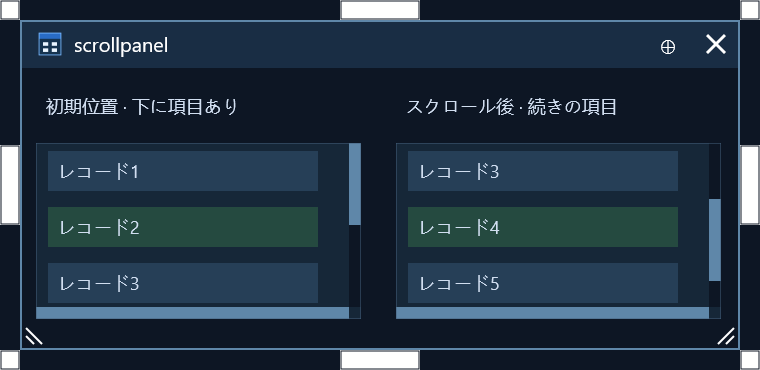 scrollpanel
初期位置 · 下に項目あり
レコード1
レコード2
レコード3
スクロール後 · 続きの項目
レコード3
レコード4
レコード5